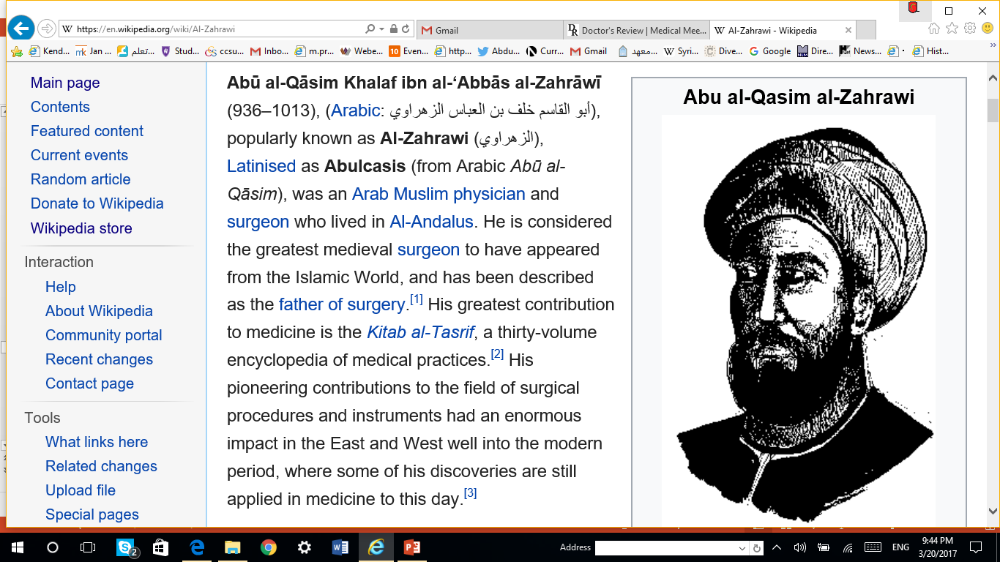 https://en.wikipedia.org/wiki/Al-Zahrawi
Gmail
Doctor's Review | Medical Mee...
Al-Zahrawi - Wikipedia
Kend...
Jan ...
تعلم...
Stud...
ccsu...
Inbo...
m.pr...
Webe...
Even...
http...
Abdu...
Curr...
Gmail
معهد...
Syri...
Dive...
Google
Dire...
News...
Hist...
Main page
Contents
Featured content
Current events
Random article
Donate to Wikipedia
Wikipedia store
Interaction
Help
About Wikipedia
Community portal
Recent changes
Contact page
Tools
What links here
Related changes
Upload file
Special pages
Abū al-Qāsim Khalaf ibn al-‘Abbās al-Zahrāwī
(936–1013), (Arabic: أبو القاسم خلف بن العباس الزهراوي),
popularly known as Al-Zahrawi (الزهراوي),
Latinised as Abulcasis (from Arabic Abū al-
Qāsim), was an Arab Muslim physician and
surgeon who lived in Al-Andalus. He is considered
the greatest medieval surgeon to have appeared
from the Islamic World, and has been described
as the father of surgery.[1] His greatest contribution
to medicine is the Kitab al-Tasrif, a thirty-volume
encyclopedia of medical practices.[2] His
pioneering contributions to the field of surgical
procedures and instruments had an enormous
impact in the East and West well into the modern
period, where some of his discoveries are still
applied in medicine to this day.[3]
Abu al-Qasim al-Zahrawi
Address
ENG
9:44 PM
3/20/2017